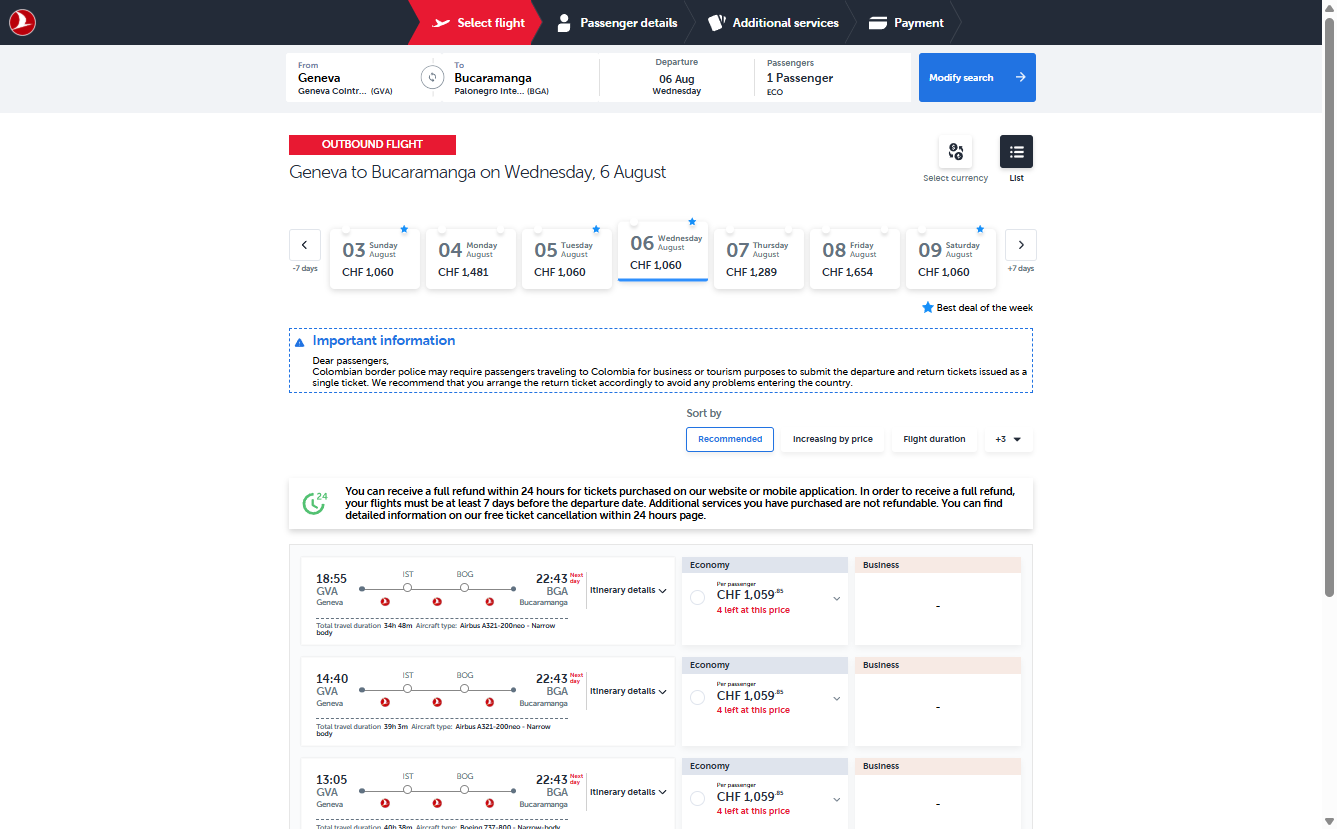 Select flight
Passenger details
Additional services
Payment
From
Geneva
Geneva Cointr... (GVA)
To
Bucaramanga
Palonegro Inte... (BGA)
Departure
06 Aug
Wednesday
Passengers
1 Passenger
ECO
Modify search
OUTBOUND FLIGHT
Geneva to Bucaramanga on Wednesday, 6 August
Select currency
List
-7 days
03 Sunday August
CHF 1,060
04 Monday August
CHF 1,481
05 Tuesday August
CHF 1,060
06 Wednesday August
CHF 1,060
07 Thursday August
CHF 1,289
08 Friday August
CHF 1,654
09 Saturday August
CHF 1,060
+7 days
Best deal of the week
Important information
Dear passengers,
Colombian border police may require passengers traveling to Colombia for business or tourism purposes to submit the departure and return tickets issued as a
single ticket. We recommend that you arrange the return ticket accordingly to avoid any problems entering the country.
Sort by
Recommended
Increasing by price
Flight duration
+3
24
You can receive a full refund within 24 hours for tickets purchased on our website or mobile application. In order to receive a full refund,
your flights must be at least 7 days before the departure date. Additional services you have purchased are not refundable. You can find
detailed information on our free ticket cancellation within 24 hours page.
18:55
GVA
Geneva
IST
BOG
22:43 Next day
BGA
Bucaramanga
Itinerary details
Total travel duration 34h 48m Aircraft type: Airbus A321-200neo - Narrow
body
Economy
Per passenger
CHF 1,059.85
4 left at this price
Business
-
14:40
GVA
Geneva
IST
BOG
22:43 Next day
BGA
Bucaramanga
Itinerary details
Total travel duration 39h 3m Aircraft type: Airbus A321-200neo - Narrow
body
Economy
Per passenger
CHF 1,059.85
4 left at this price
Business
-
13:05
GVA
Geneva
IST
BOG
22:43 Next day
BGA
Bucaramanga
Itinerary details
Total travel duration 40h 38m Aircraft type: Boeing 737-800 - Narrow-body
Economy
Per passenger
CHF 1,059.85
4 left at this price
Business
-